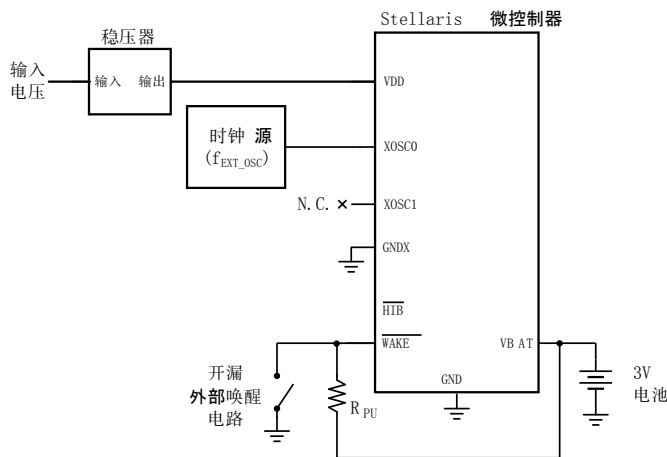 Stellaris 微控制器
稳压器
输入
电压
输入 输出
VDD
时钟 源
(fEXT_OSC)
XOSC0
N.C.
XOSC1
GNDX
HIB
WAKE
VB AT
GND
开漏
外部唤醒
电路
RPU
3V
电池